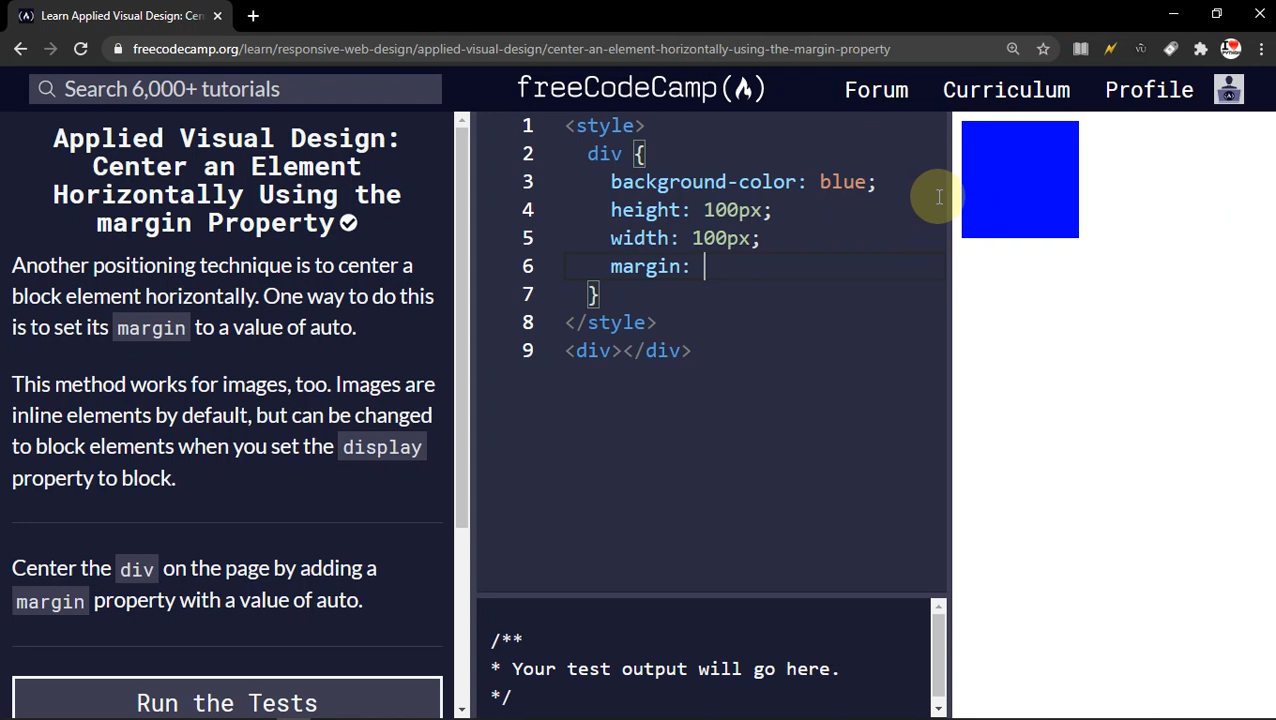 Learn Applied Visual Design: Cen
freecodecamp.org/learn/responsive-web-design/applied-visual-design/center-an-element-horizontally-using-the-margin-property
Search 6,000+ tutorials
freeCodeCamp
Forum
Curriculum
Profile
Applied Visual Design:
Center an Element
Horizontally Using the
margin Property
Another positioning technique is to center a
block element horizontally. One way to do this
is to set its margin to a value of auto.
This method works for images, too. Images are
inline elements by default, but can be changed
to block elements when you set the display
property to block.
Center the div on the page by adding a
margin property with a value of auto.
Run the Tests
1 <style>
2 div {
3 background-color: blue;
4 height: 100px;
5 width: 100px;
6 margin:
7 }
8 </style>
9 <div></div>
/**
* Your test output will go here.
*/